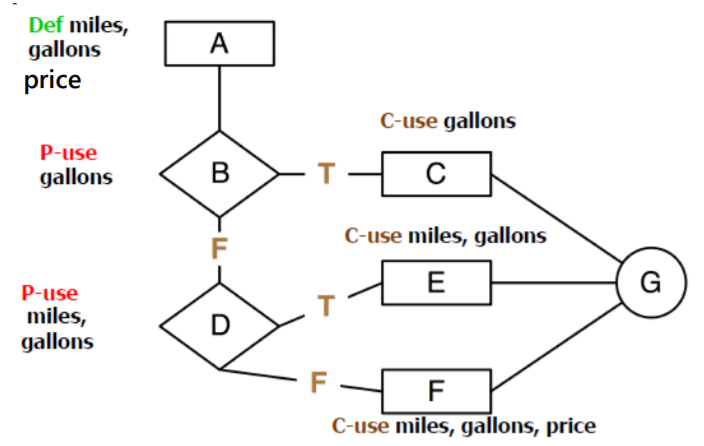 Def miles,
gallons
price
A
P-use
gallons
B
T
C-use gallons
C
F
C-use miles, gallons
P-use
miles,
gallons
D
T
E
G
F
F
C-use miles, gallons, price